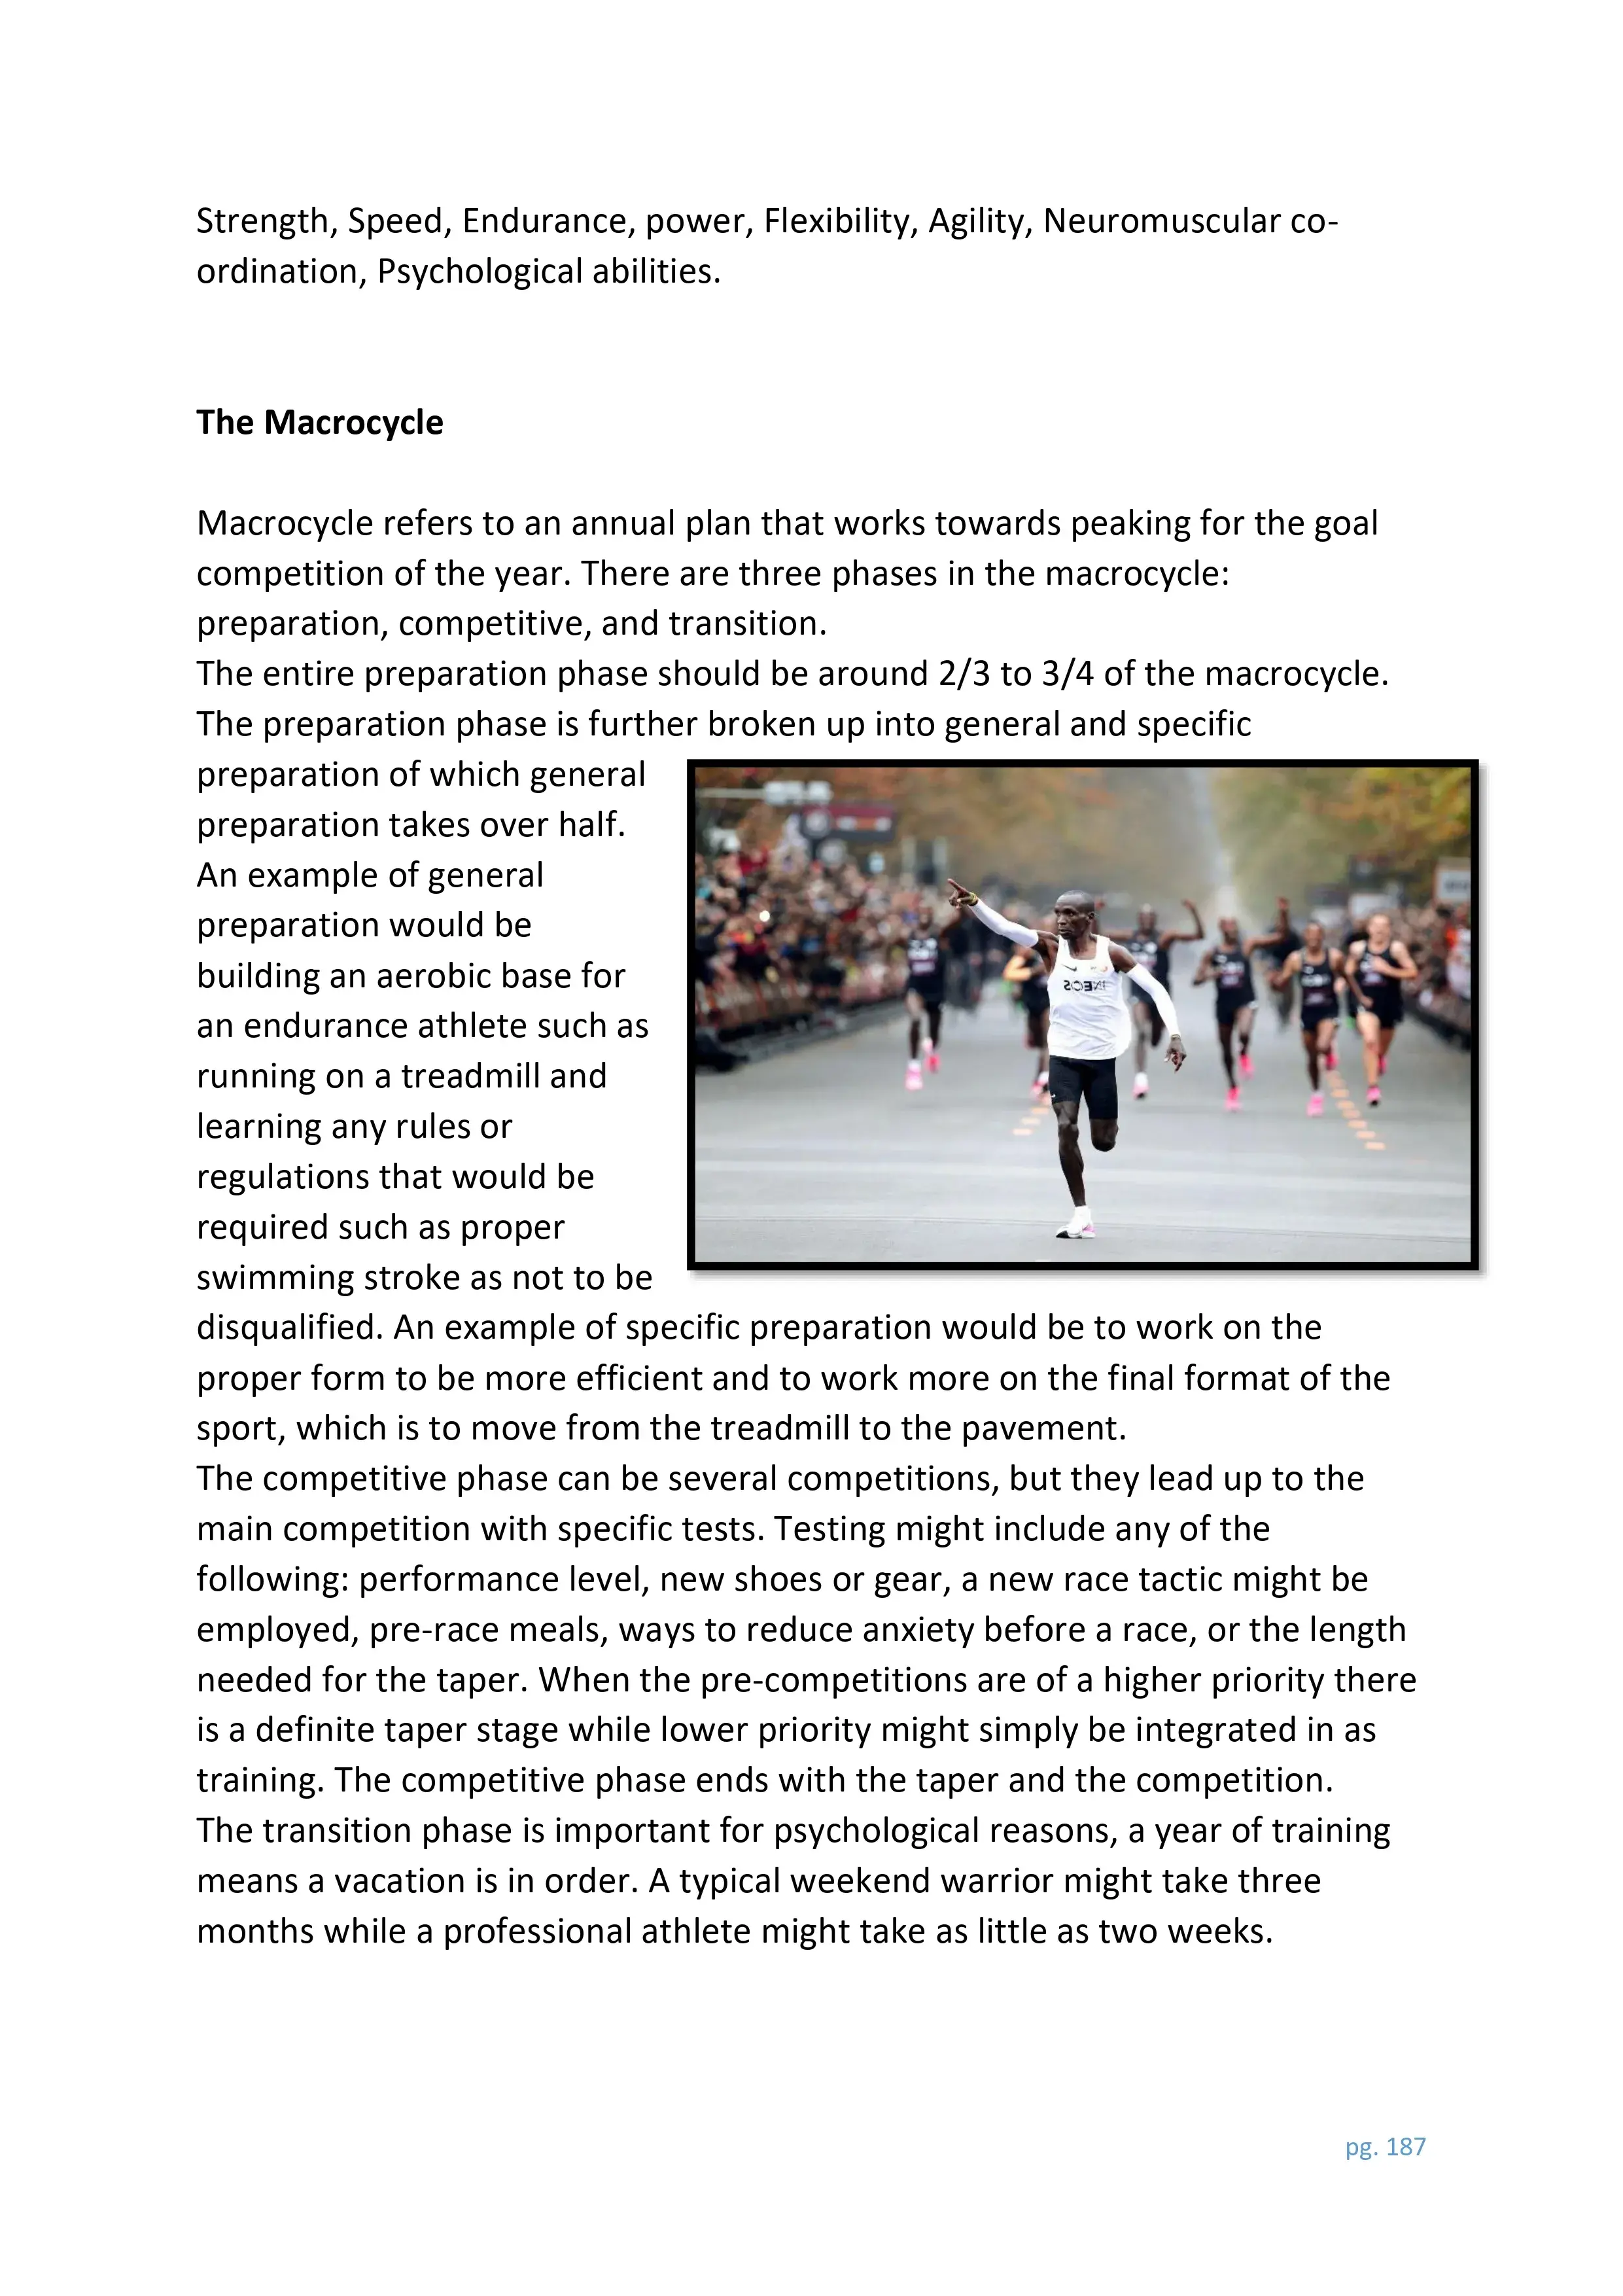 Strength, Speed, Endurance, power, Flexibility, Agility, Neuromuscular co-
ordination, Psychological abilities.
The Macrocycle
Macrocycle refers to an annual plan that works towards peaking for the goal
competition of the year. There are three phases in the macrocycle:
preparation, competitive, and transition.
The entire preparation phase should be around 2/3 to 3/4 of the macrocycle.
The preparation phase is further broken up into general and specific
preparation of which general
preparation takes over half.
An example of general
preparation would be
building an aerobic base for
an endurance athlete such as
running on a treadmill and
learning any rules or
regulations that would be
required such as proper
swimming stroke as not to be
INEOS
disqualified. An example of specific preparation would be to work on the
proper form to be more efficient and to work more on the final format of the
sport, which is to move from the treadmill to the pavement.
The competitive phase can be several competitions, but they lead up to the
main competition with specific tests. Testing might include any of the
following: performance level, new shoes or gear, a new race tactic might be
employed, pre-race meals, ways to reduce anxiety before a race, or the length
needed for the taper. When the pre-competitions are of a higher priority there
is a definite taper stage while lower priority might simply be integrated in as
training. The competitive phase ends with the taper and the competition.
The transition phase is important for psychological reasons, a year of training
means a vacation is in order. A typical weekend warrior might take three
months while a professional athlete might take as little as two weeks.
pg. 187